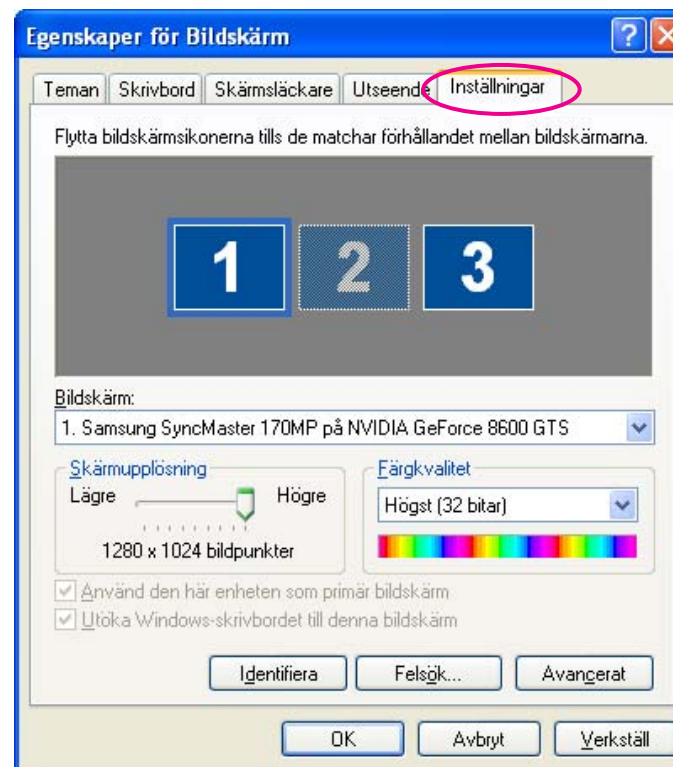 Egenskaper för Bildskärm
Teman Skrivbord Skärmsläckare Utseende Inställningar
Flytta bildskärmsikonerna tills de matchar förhållandet mellan bildskärmarna.
1 2 3
Bildskärm:
1. Samsung SyncMaster 170MP på NVIDIA GeForce 8600 GTS
Skärmupplösning
Lägre Högre
1280 x 1024 bildpunkter
Färgkvalitet
Högst (32 bitar)
Använd den här enheten som primär bildskärm
Utöka Windows-skrivbordet till denna bildskärm
Identifiera Felsök... Avancerat
OK Avbryt Verkställ